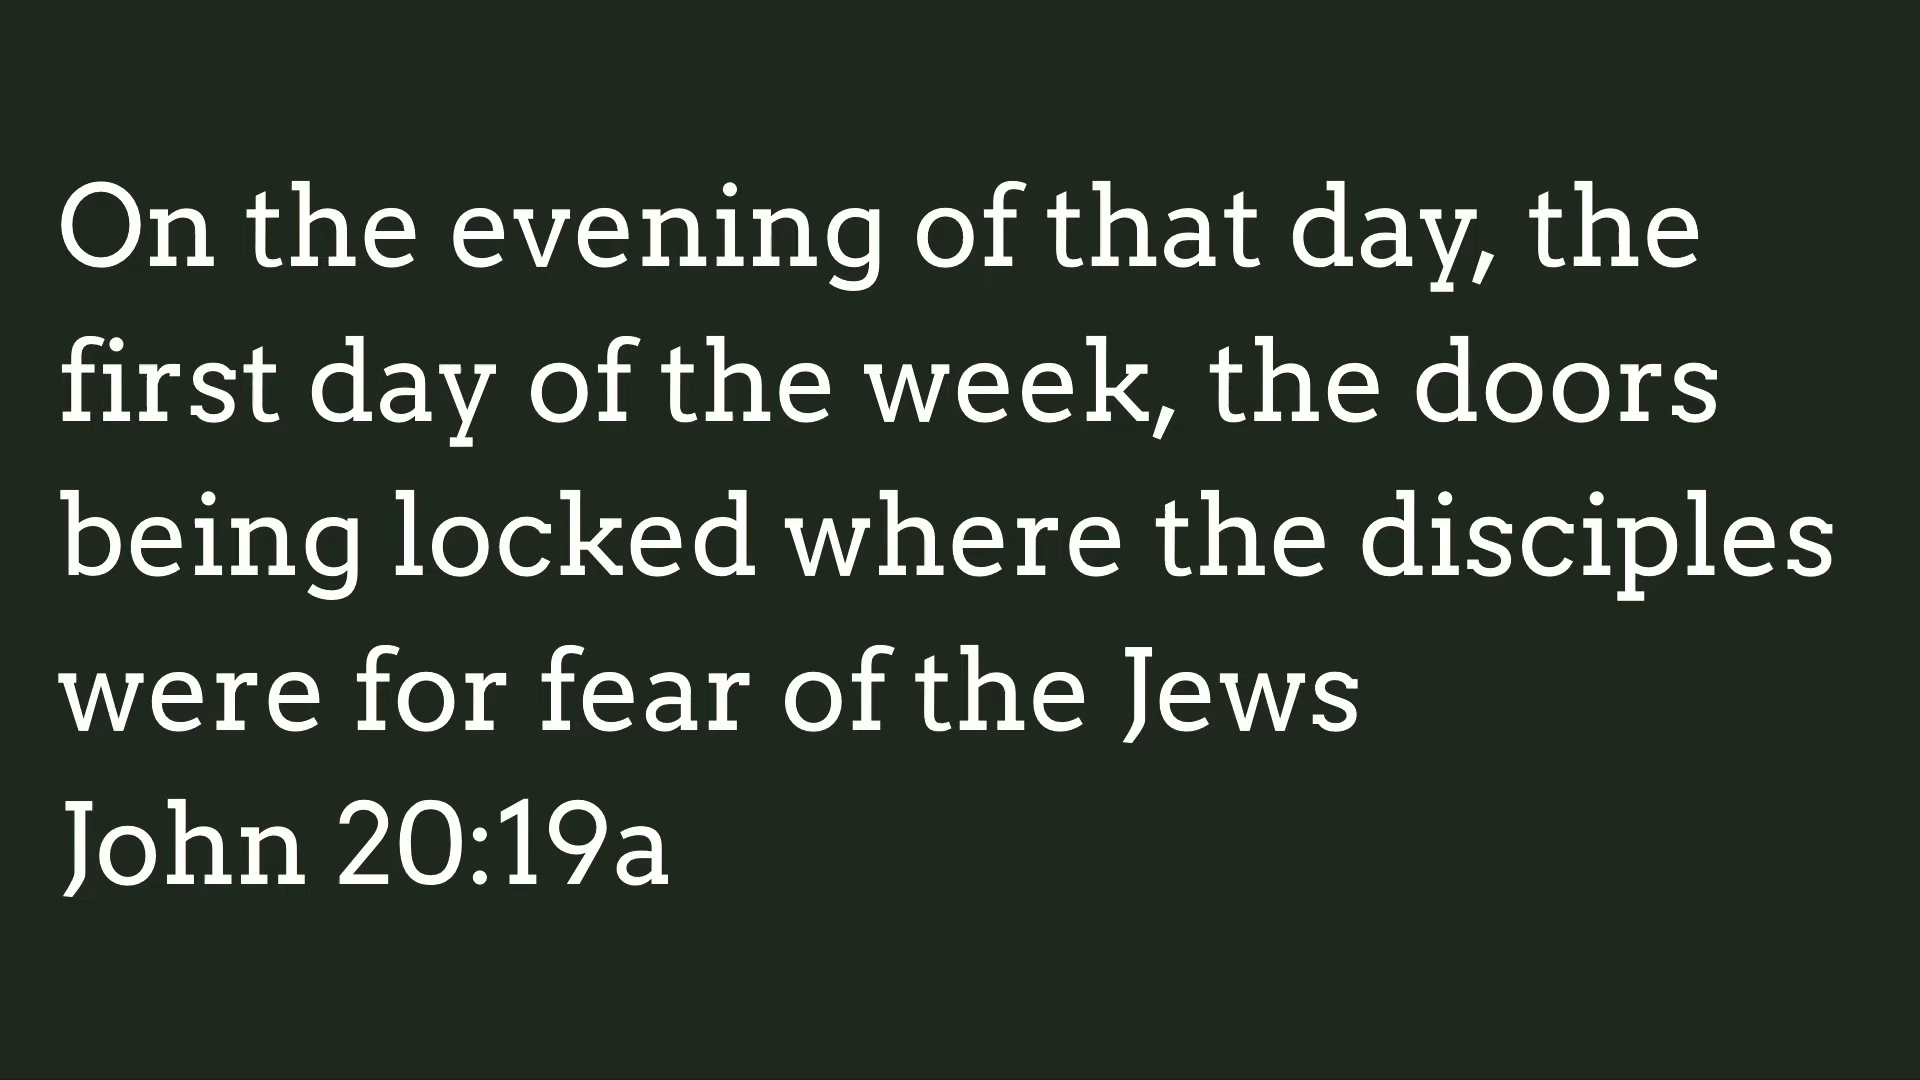 On the evening of that day, the
first day of the week, the doors
being locked where the disciples
were for fear of the Jews
John 20:19a